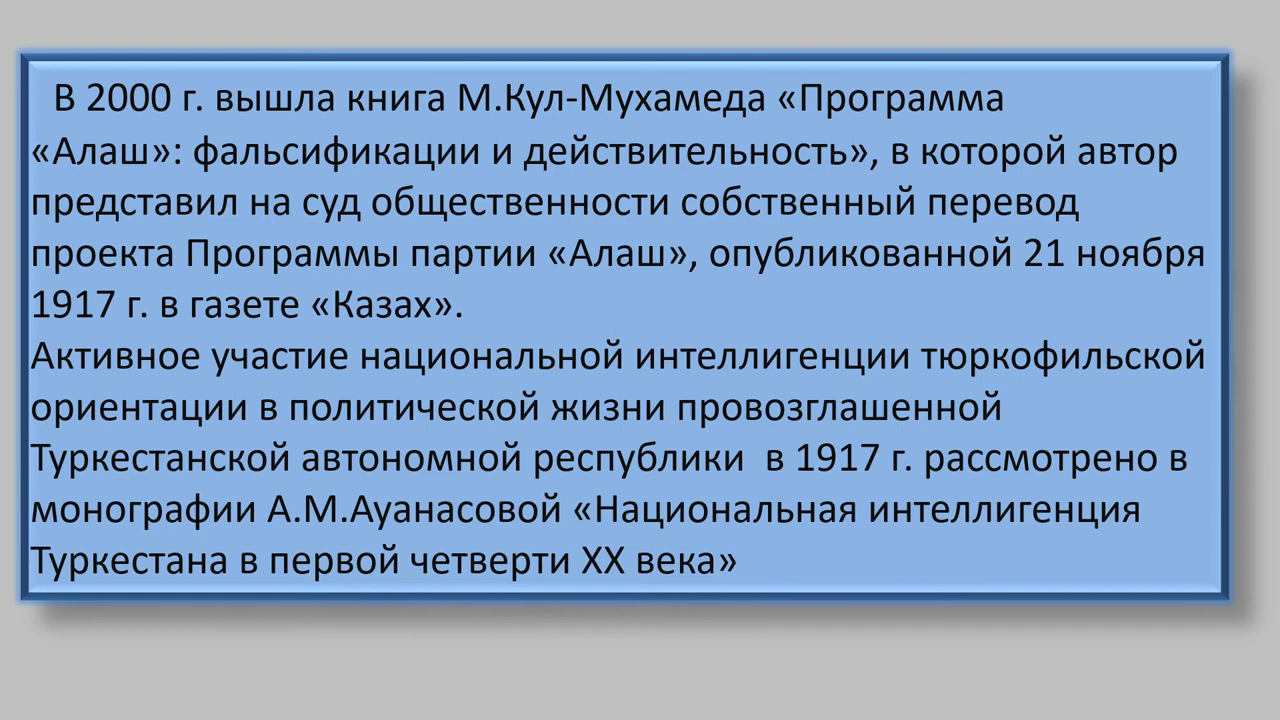 В 2000 г. вышла книга М.Кул-Мухамеда «Программа
«Алаш»: фальсификации и действительность», в которой автор
представил на суд общественности собственный перевод
проекта Программы партии «Алаш», опубликованной 21 ноября
1917 г. в газете «Казах».
Активное участие национальной интеллигенции тюркофильской
ориентации в политической жизни провозглашенной
Туркестанской автономной республики  в 1917 г. рассмотрено в
монографии А.М.Ауанасовой «Национальная интеллигенция
Туркестана в первой четверти ХХ века»